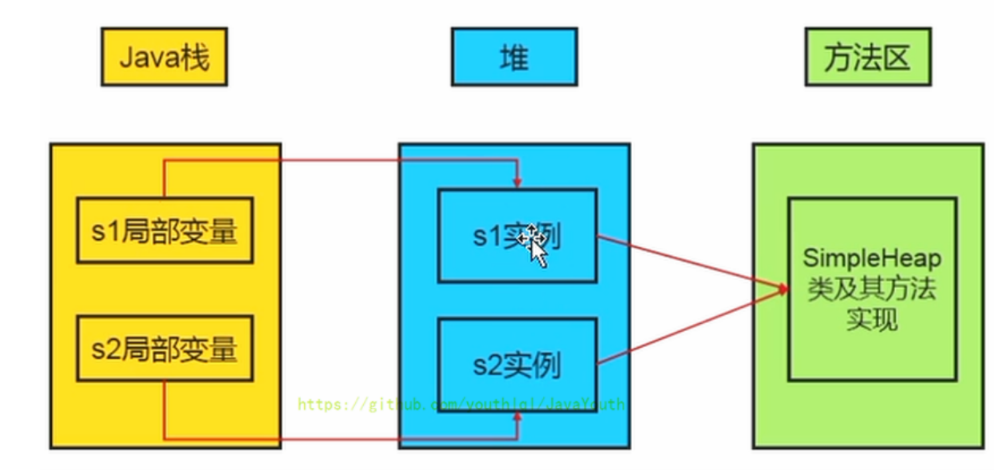 Java栈
堆
方法区
s1局部变量
s1实例
SimpleHeap
类及其方法
实现
s2局部变量
s2实例
https://github.com/youthlql/JavaYouth